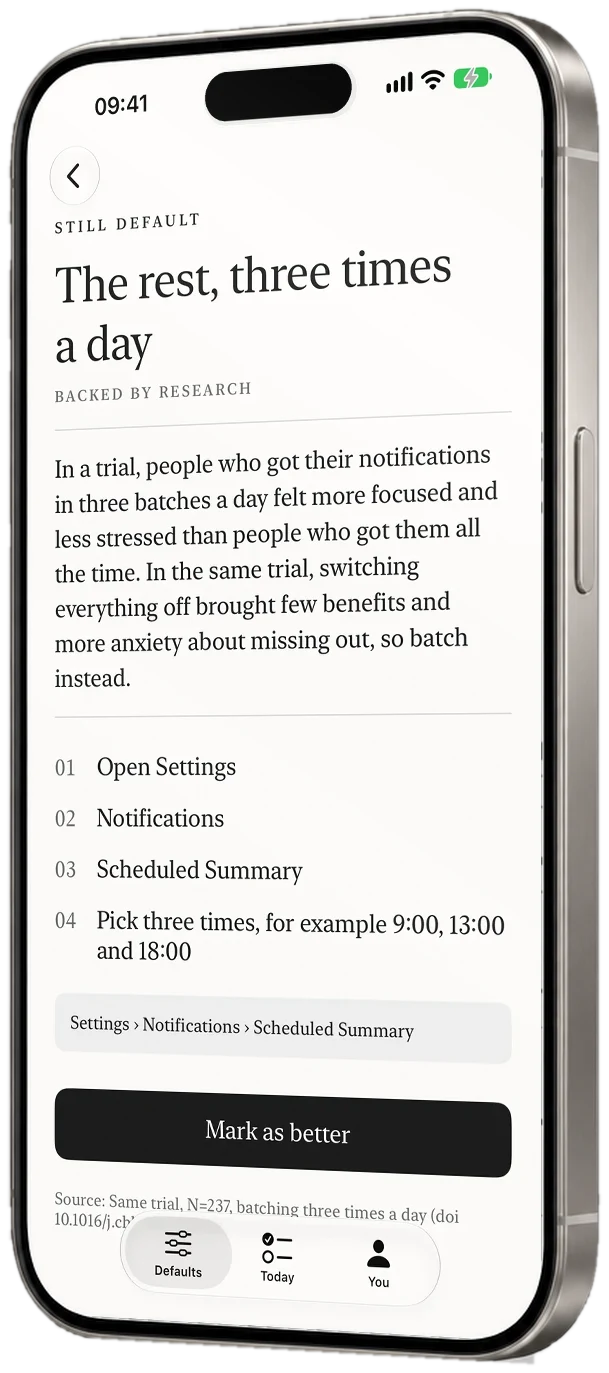 09:41
STILL DEFAULT
The rest, three times
a day
BACKED BY RESEARCH
In a trial, people who got their notifications
in three batches a day felt more focused and
less stressed than people who got them all
the time. In the same trial, switching
everything off brought few benefits and
more anxiety about missing out, so batch
instead.
01 Open Settings
02 Notifications
03 Scheduled Summary
04 Pick three times, for example 9:00, 13:00
and 18:00
Settings › Notifications › Scheduled Summary
Mark as better
Source: Same trial, N=237, batching three times a day (doi
10.1016/j.ch
Defaults
Today
You